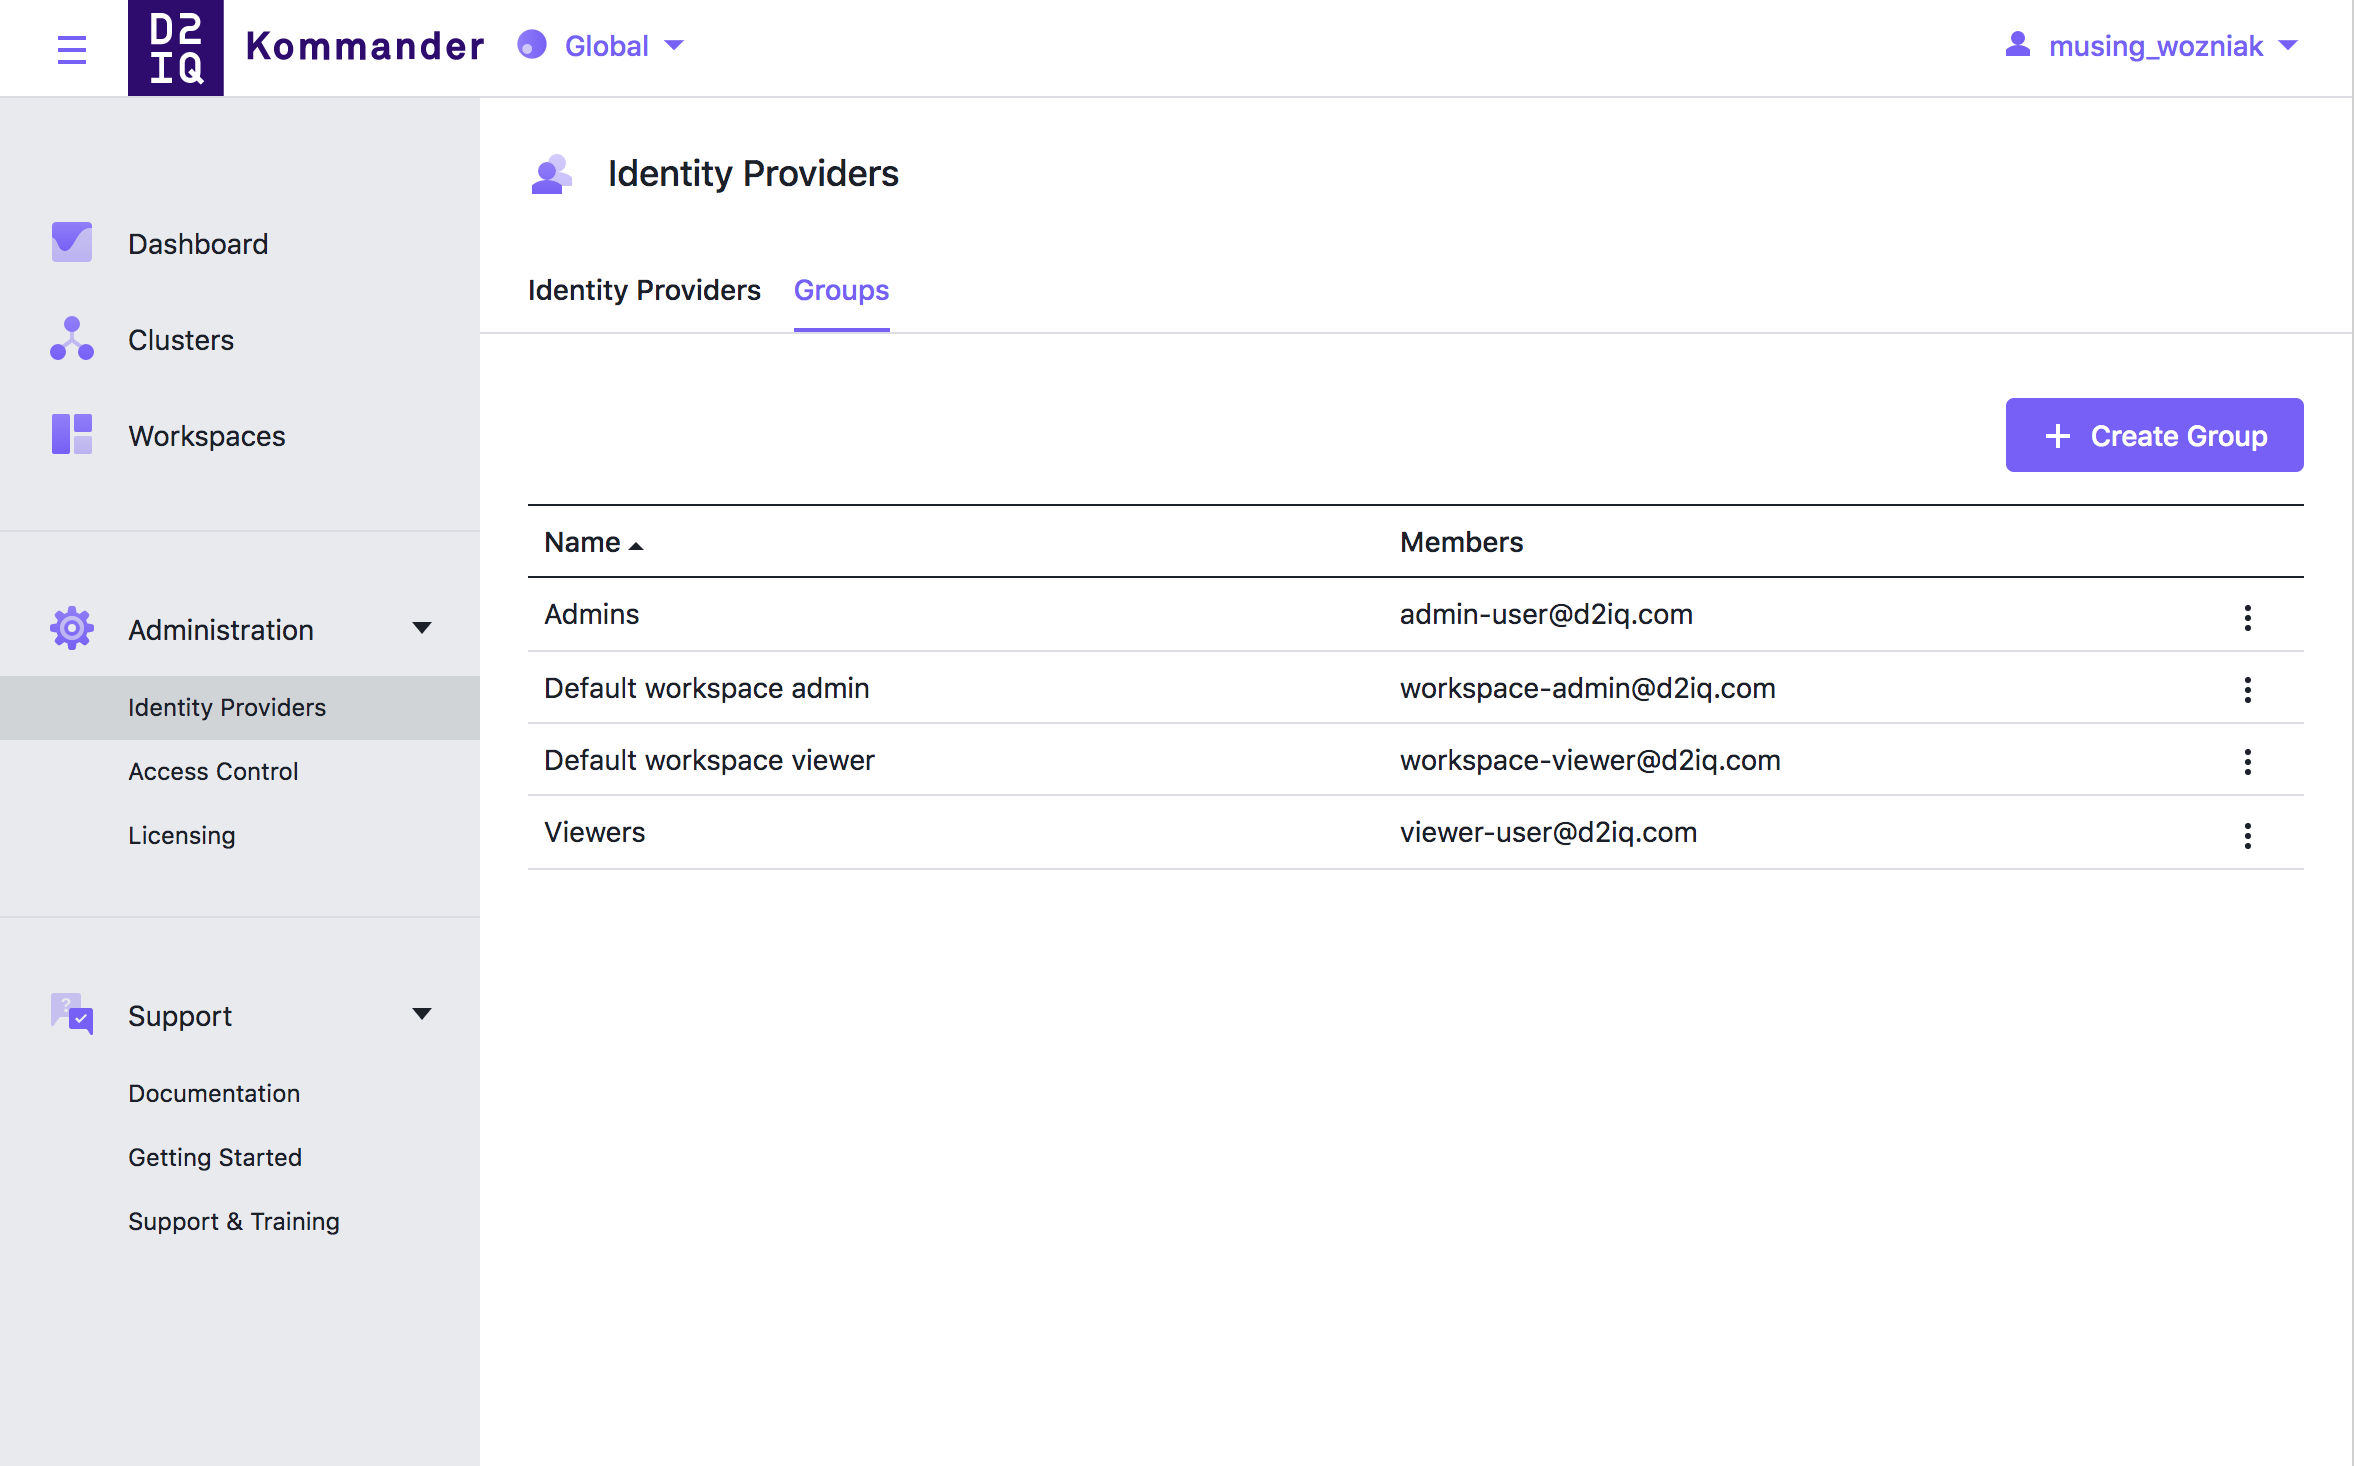 D2
IQ
Kommander
Global
musing_wozniak
Dashboard
Clusters
Workspaces
Administration
Identity Providers
Access Control
Licensing
Support
Documentation
Getting Started
Support & Training
Identity Providers
Identity Providers Groups
+ Create Group
Name Members
Admins admin-user@d2iq.com
Default workspace admin workspace-admin@d2iq.com
Default workspace viewer workspace-viewer@d2iq.com
Viewers viewer-user@d2iq.com